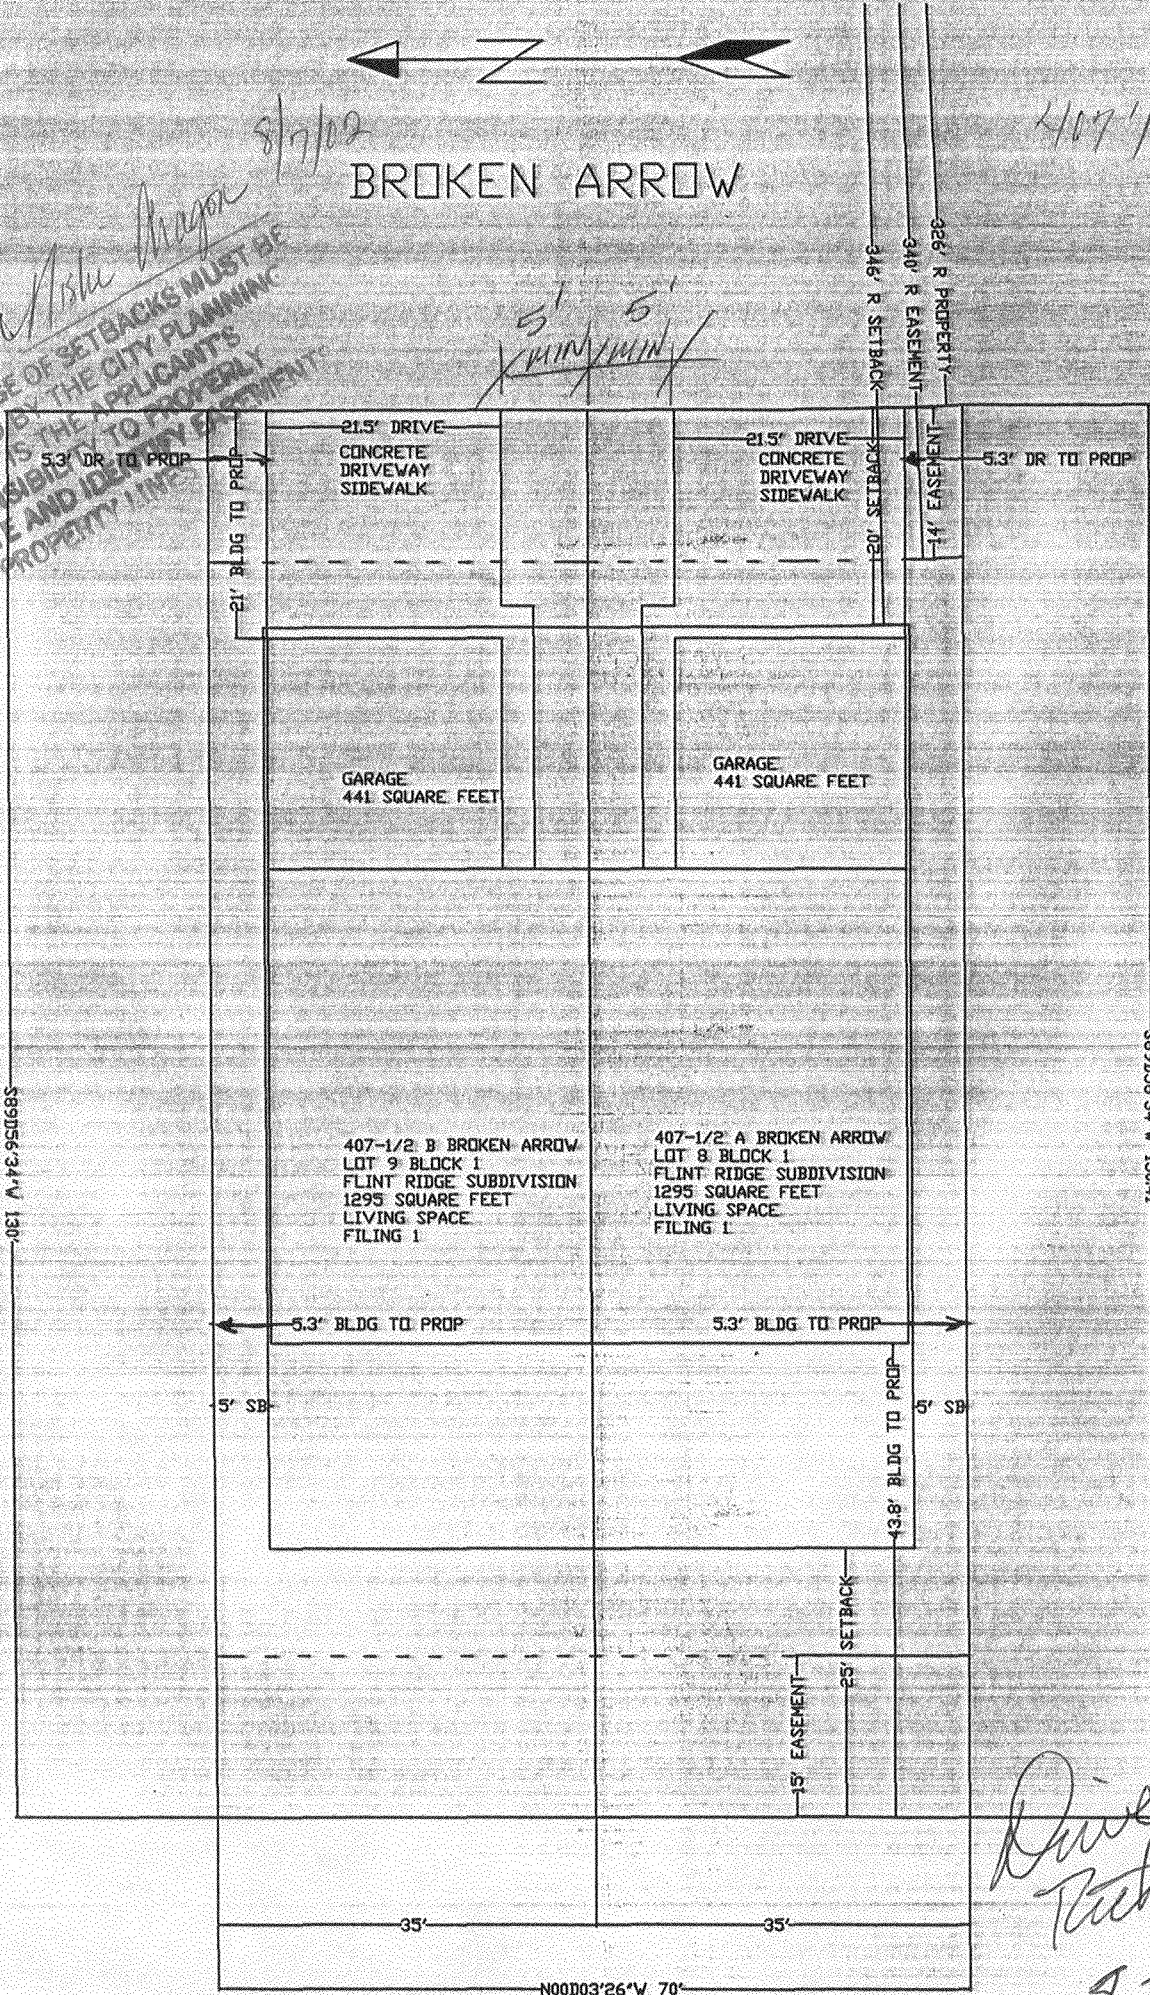 N
8/7/02
BROKEN ARROW
GE OF SETBACKS MUST BE
BY THE CITY PLANNING
IS THE APPLICANT'S
SIBILITY TO PROPERLY
E AND IDENTIFY EASEMENT
PROPERTY LINE
5' 5'
MIN MIN
346' R SETBACK
340' R EASEMENT
326' R PROPERTY
5.3' DR TO PROP
21' BLDG TO PROP
21.5' DRIVE
CONCRETE
DRIVEWAY
SIDEWALK
21.5' DRIVE
CONCRETE
DRIVEWAY
SIDEWALK
20' SETBACK
14' EASEMENT
5.3' DR TO PROP
GARAGE
441 SQUARE FEET
GARAGE
441 SQUARE FEET
S89D56'34"W 130'
407-1/2 B BROKEN ARROW
LOT 9 BLOCK 1
FLINT RIDGE SUBDIVISION
1295 SQUARE FEET
LIVING SPACE
FILING 1
407-1/2 A BROKEN ARROW
LOT 8 BLOCK 1
FLINT RIDGE SUBDIVISION
1295 SQUARE FEET
LIVING SPACE
FILING 1
5.3' BLDG TO PROP
5.3' BLDG TO PROP
5' SB
43.8' BLDG TO PROP
5' SB
25' SETBACK
15' EASEMENT
35'
35'
N00D03'26"W 70'